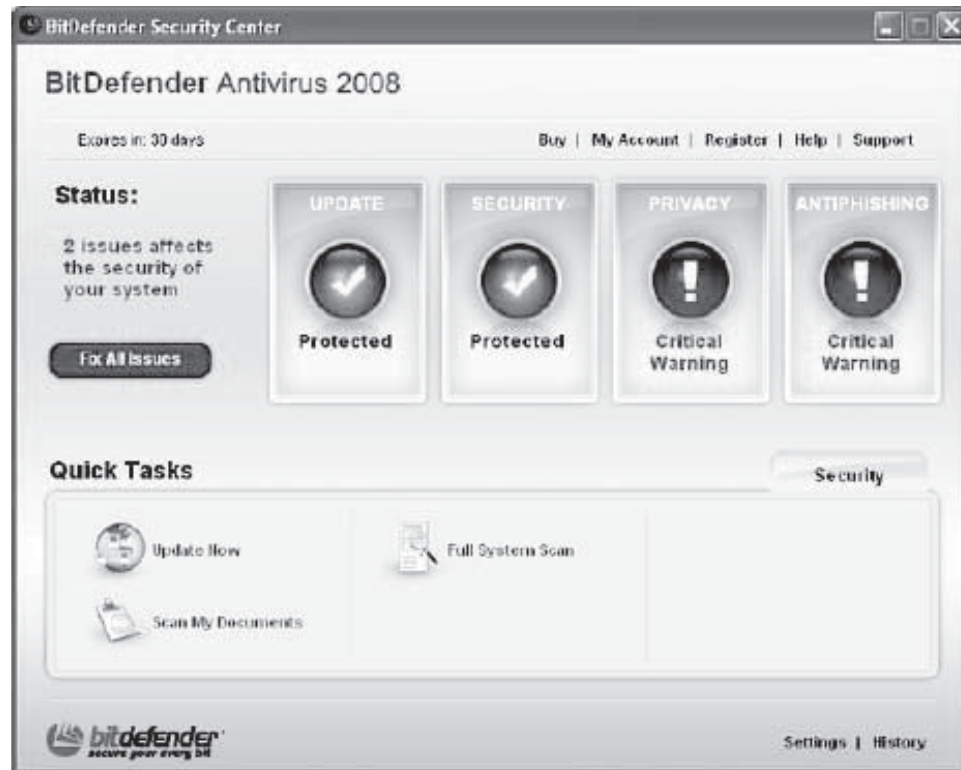 BitDefender Security Center
BitDefender Antivirus 2008
Expires in: 30 days
Buy | My Account | Register | Help | Support
Status:
2 issues affects
the security of
your system
Fix All Issues
UPDATE
Protected
SECURITY
Protected
PRIVACY
Critical
Warning
ANTIPHISHING
Critical
Warning
Quick Tasks
Security
Update Now
Full System Scan
Scan My Documents
bitdefender
secure your every bit
Settings | History